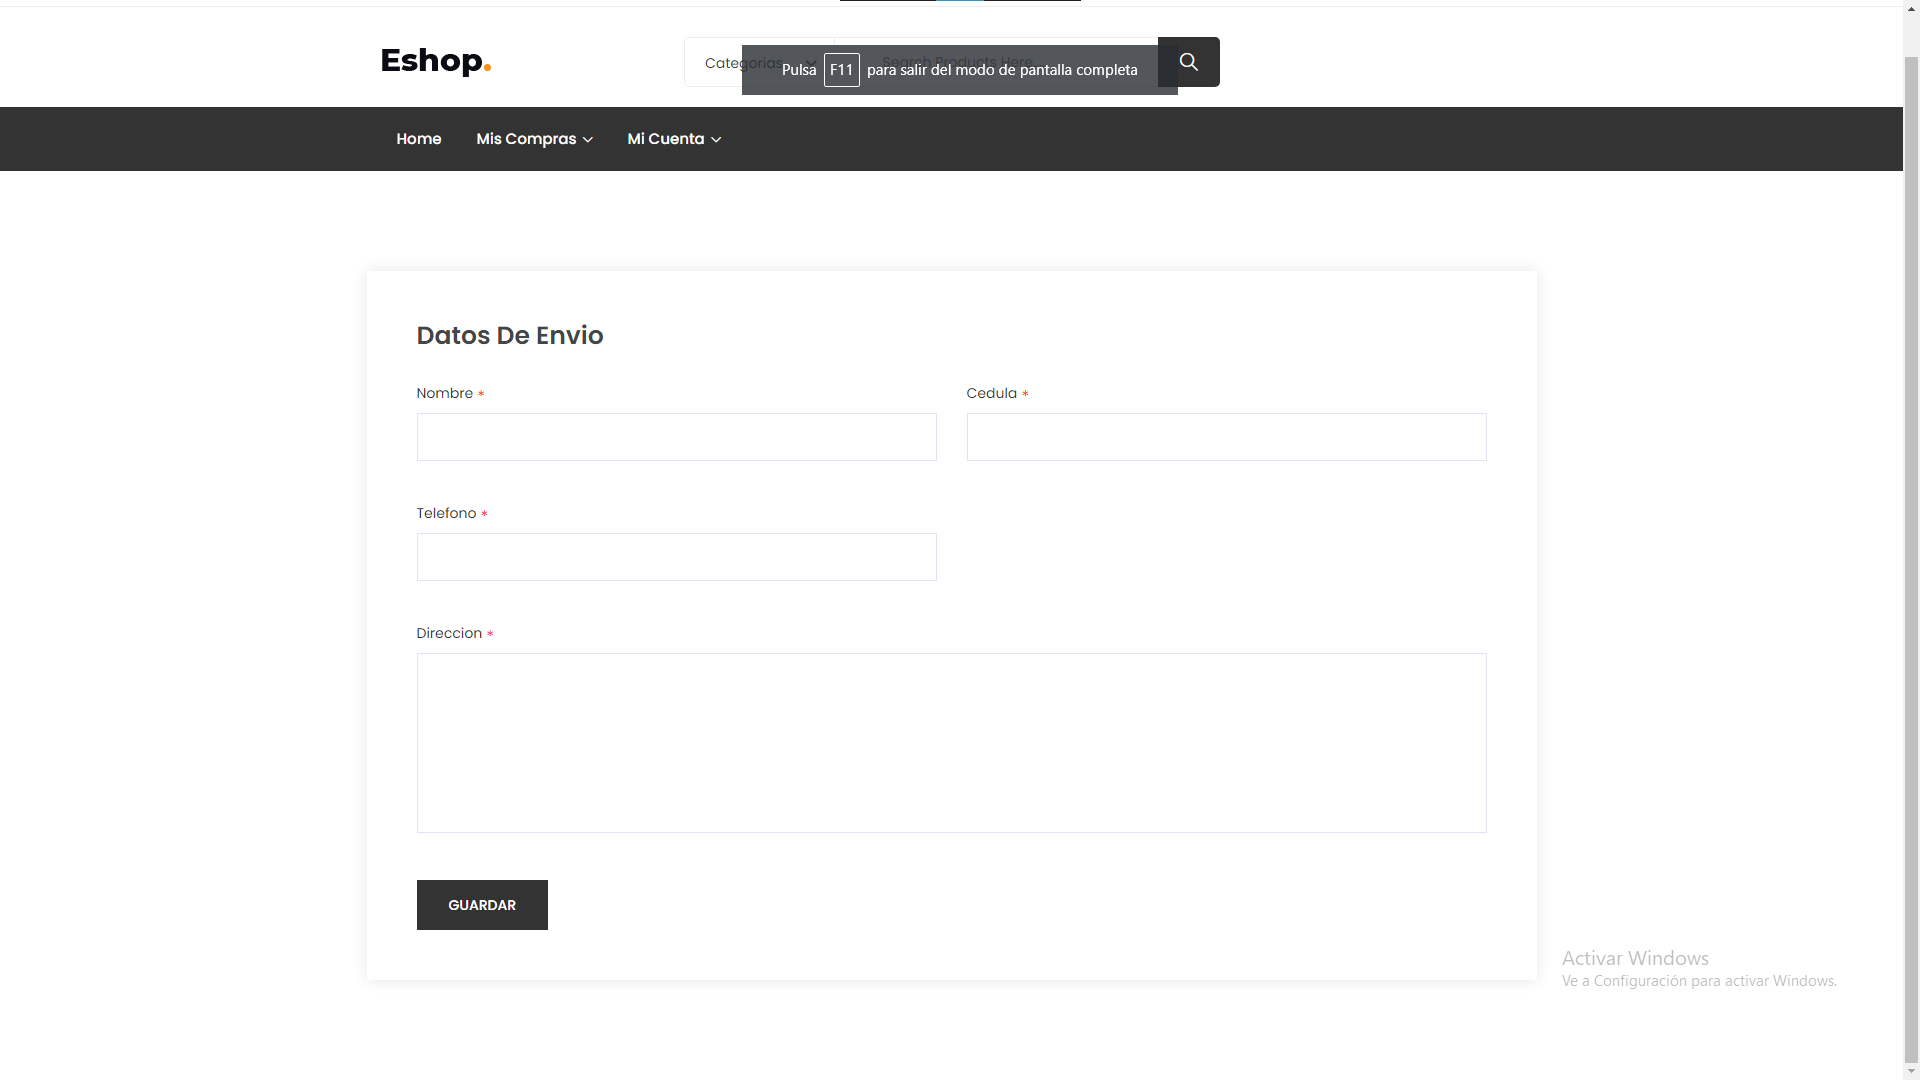 Eshop.
Categorias
Search Products Here.....
Pulsa F11 para salir del modo de pantalla completa
Home Mis Compras Mi Cuenta
Datos De Envio
Nombre * Cedula *
Telefono *
Direccion *
GUARDAR
Activar Windows
Ve a Configuración para activar Windows.